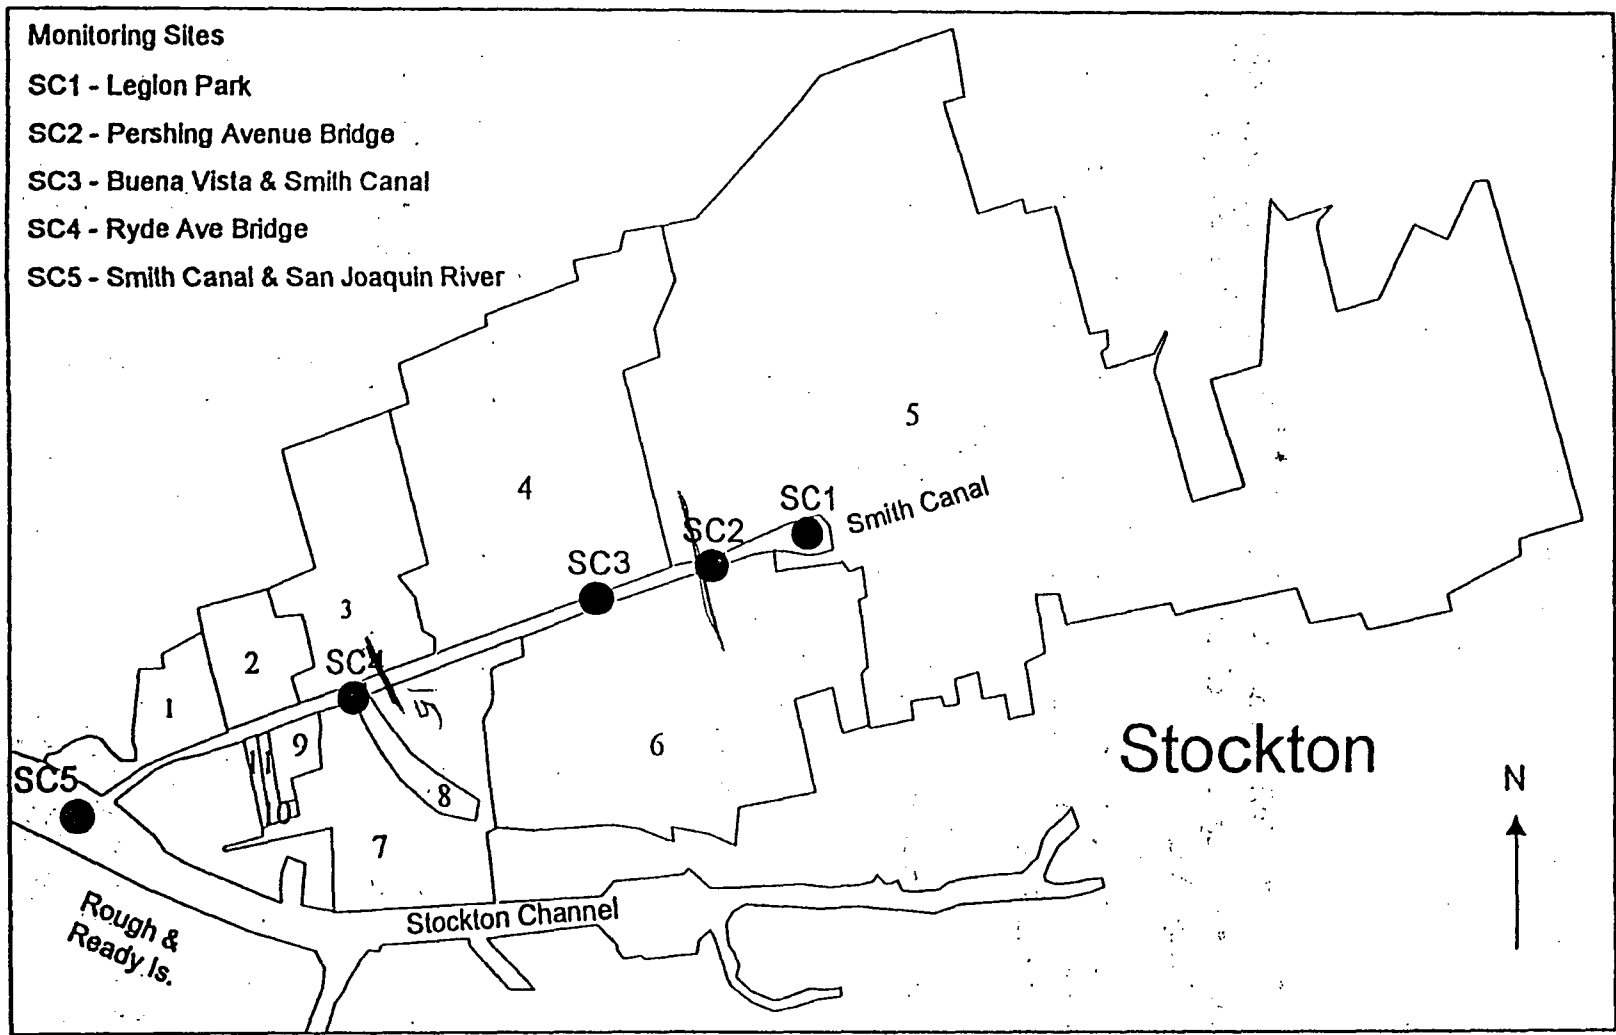 Monitoring Sites
SC1 - Legion Park
SC2 - Pershing Avenue Bridge
SC3 - Buena Vista & Smith Canal
SC4 - Ryde Ave Bridge
SC5 - Smith Canal & San Joaquin River
5
4
SC1
Smith Canal
SC2
SC3
3
2
SC4
1
9
6
Stockton
SC5
8
N
7
Rough &
Ready Is.
Stockton Channel